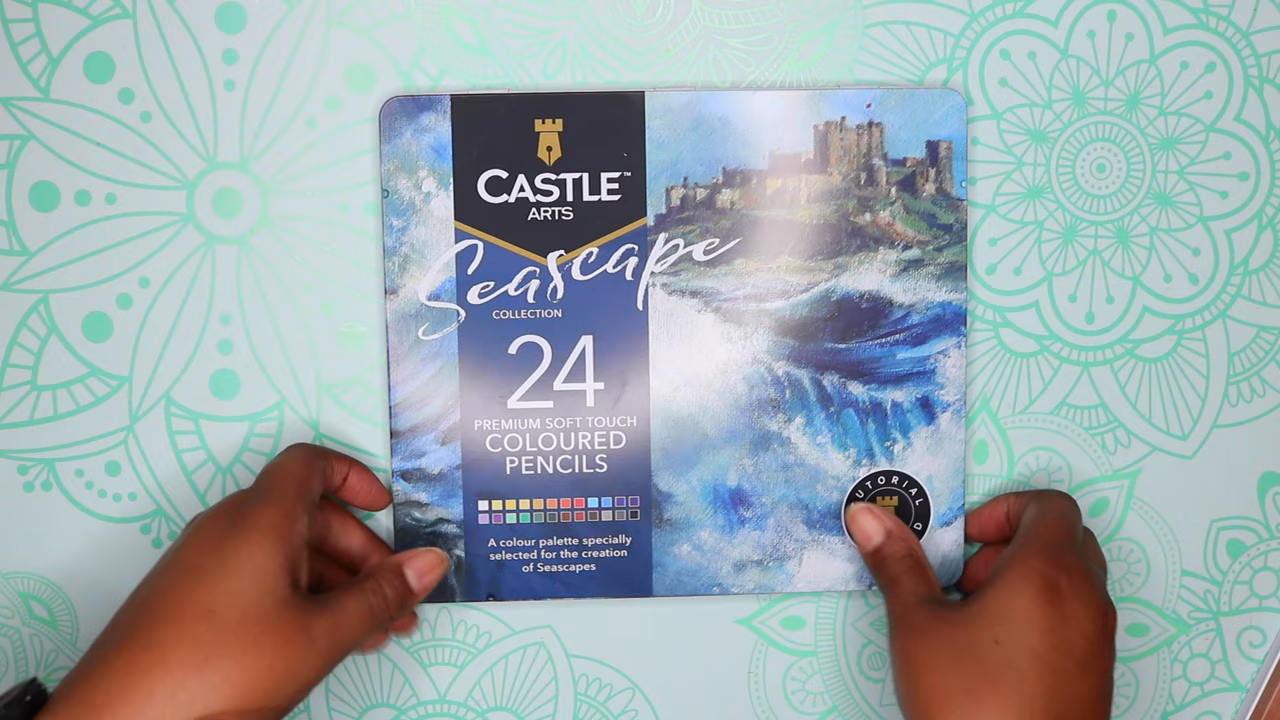 CASTLE™
ARTS
Seascape
COLLECTION
24
PREMIUM SOFT TOUCH
COLOURED
PENCILS
A colour palette specially
selected for the creation
of Seascapes